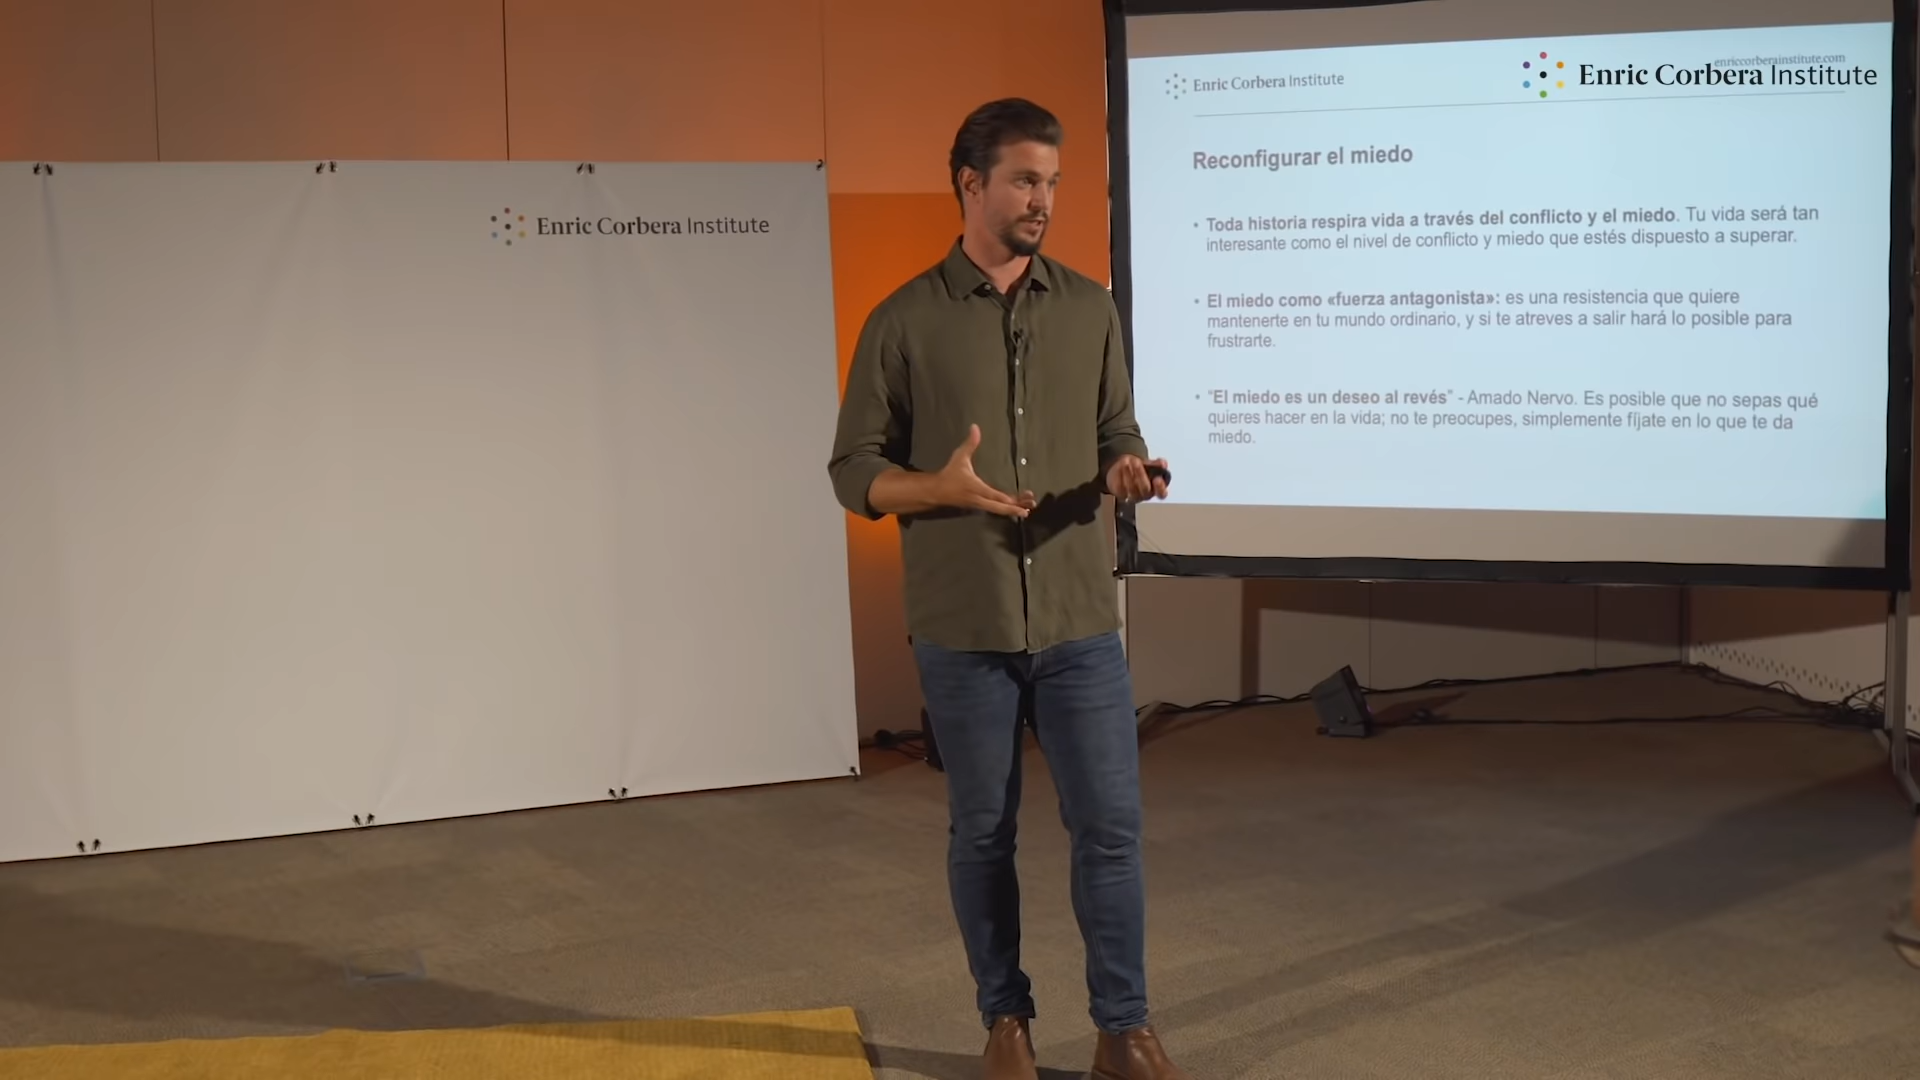 Enric Corbera Institute
Enric Corbera Institute
enriccorberainstitute.com
Enric Corbera Institute
Reconfigurar el miedo
• Toda historia respira vida a través del conflicto y el miedo. Tu vida será tan
interesante como el nivel de conflicto y miedo que estés dispuesto a superar.
• El miedo como «fuerza antagonista»: es una resistencia que quiere
mantenerte en tu mundo ordinario, y si te atreves a salir hará lo posible para
frustrarte.
• “El miedo es un deseo al revés” - Amado Nervo. Es posible que no sepas qué
quieres hacer en la vida; no te preocupes, simplemente fíjate en lo que te da
miedo.